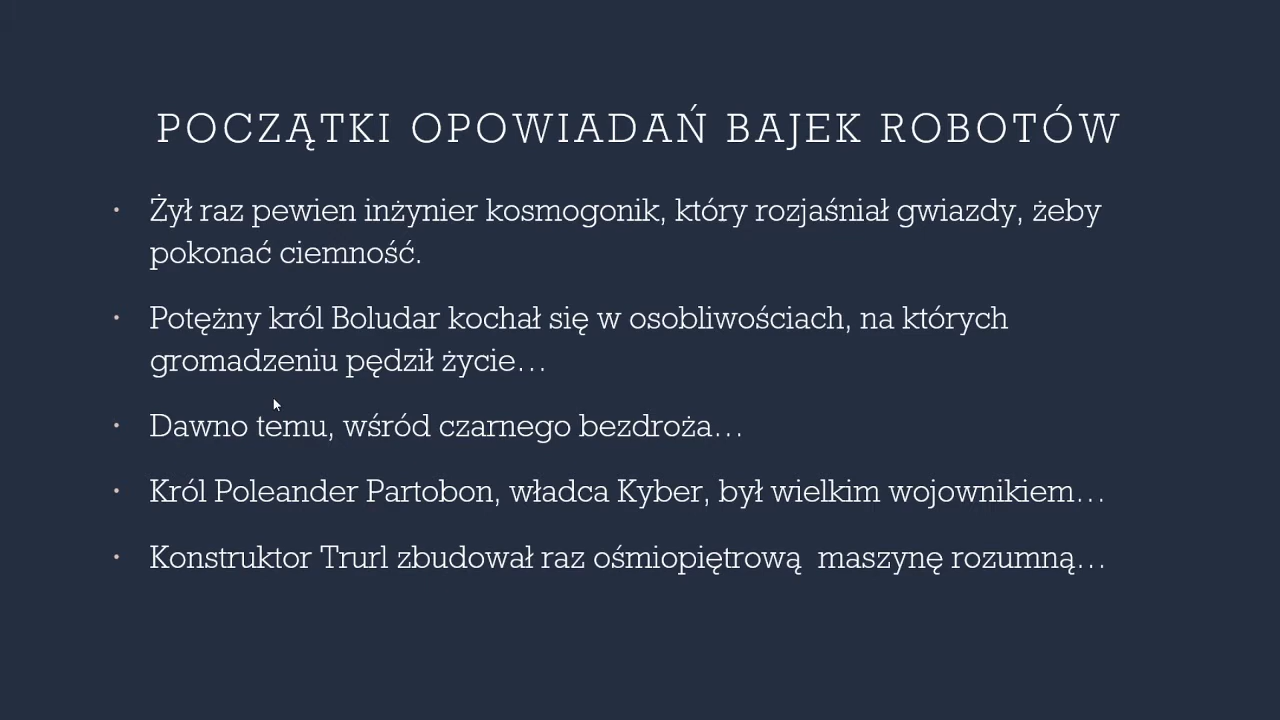 POCZĄTKI OPOWIADAŃ BAJEK ROBOTÓW
• Żył raz pewien inżynier kosmogonik, który rozjaśniał gwiazdy, żeby
pokonać ciemność.
• Potężny król Boludar kochał się w osobliwościach, na których
gromadzeniu pędził życie…
• Dawno temu, wśród czarnego bezdroża…
• Król Poleander Partobon, władca Kyber, był wielkim wojownikiem…
• Konstruktor Trurl zbudował raz ośmiopiętrową  maszynę rozumną…